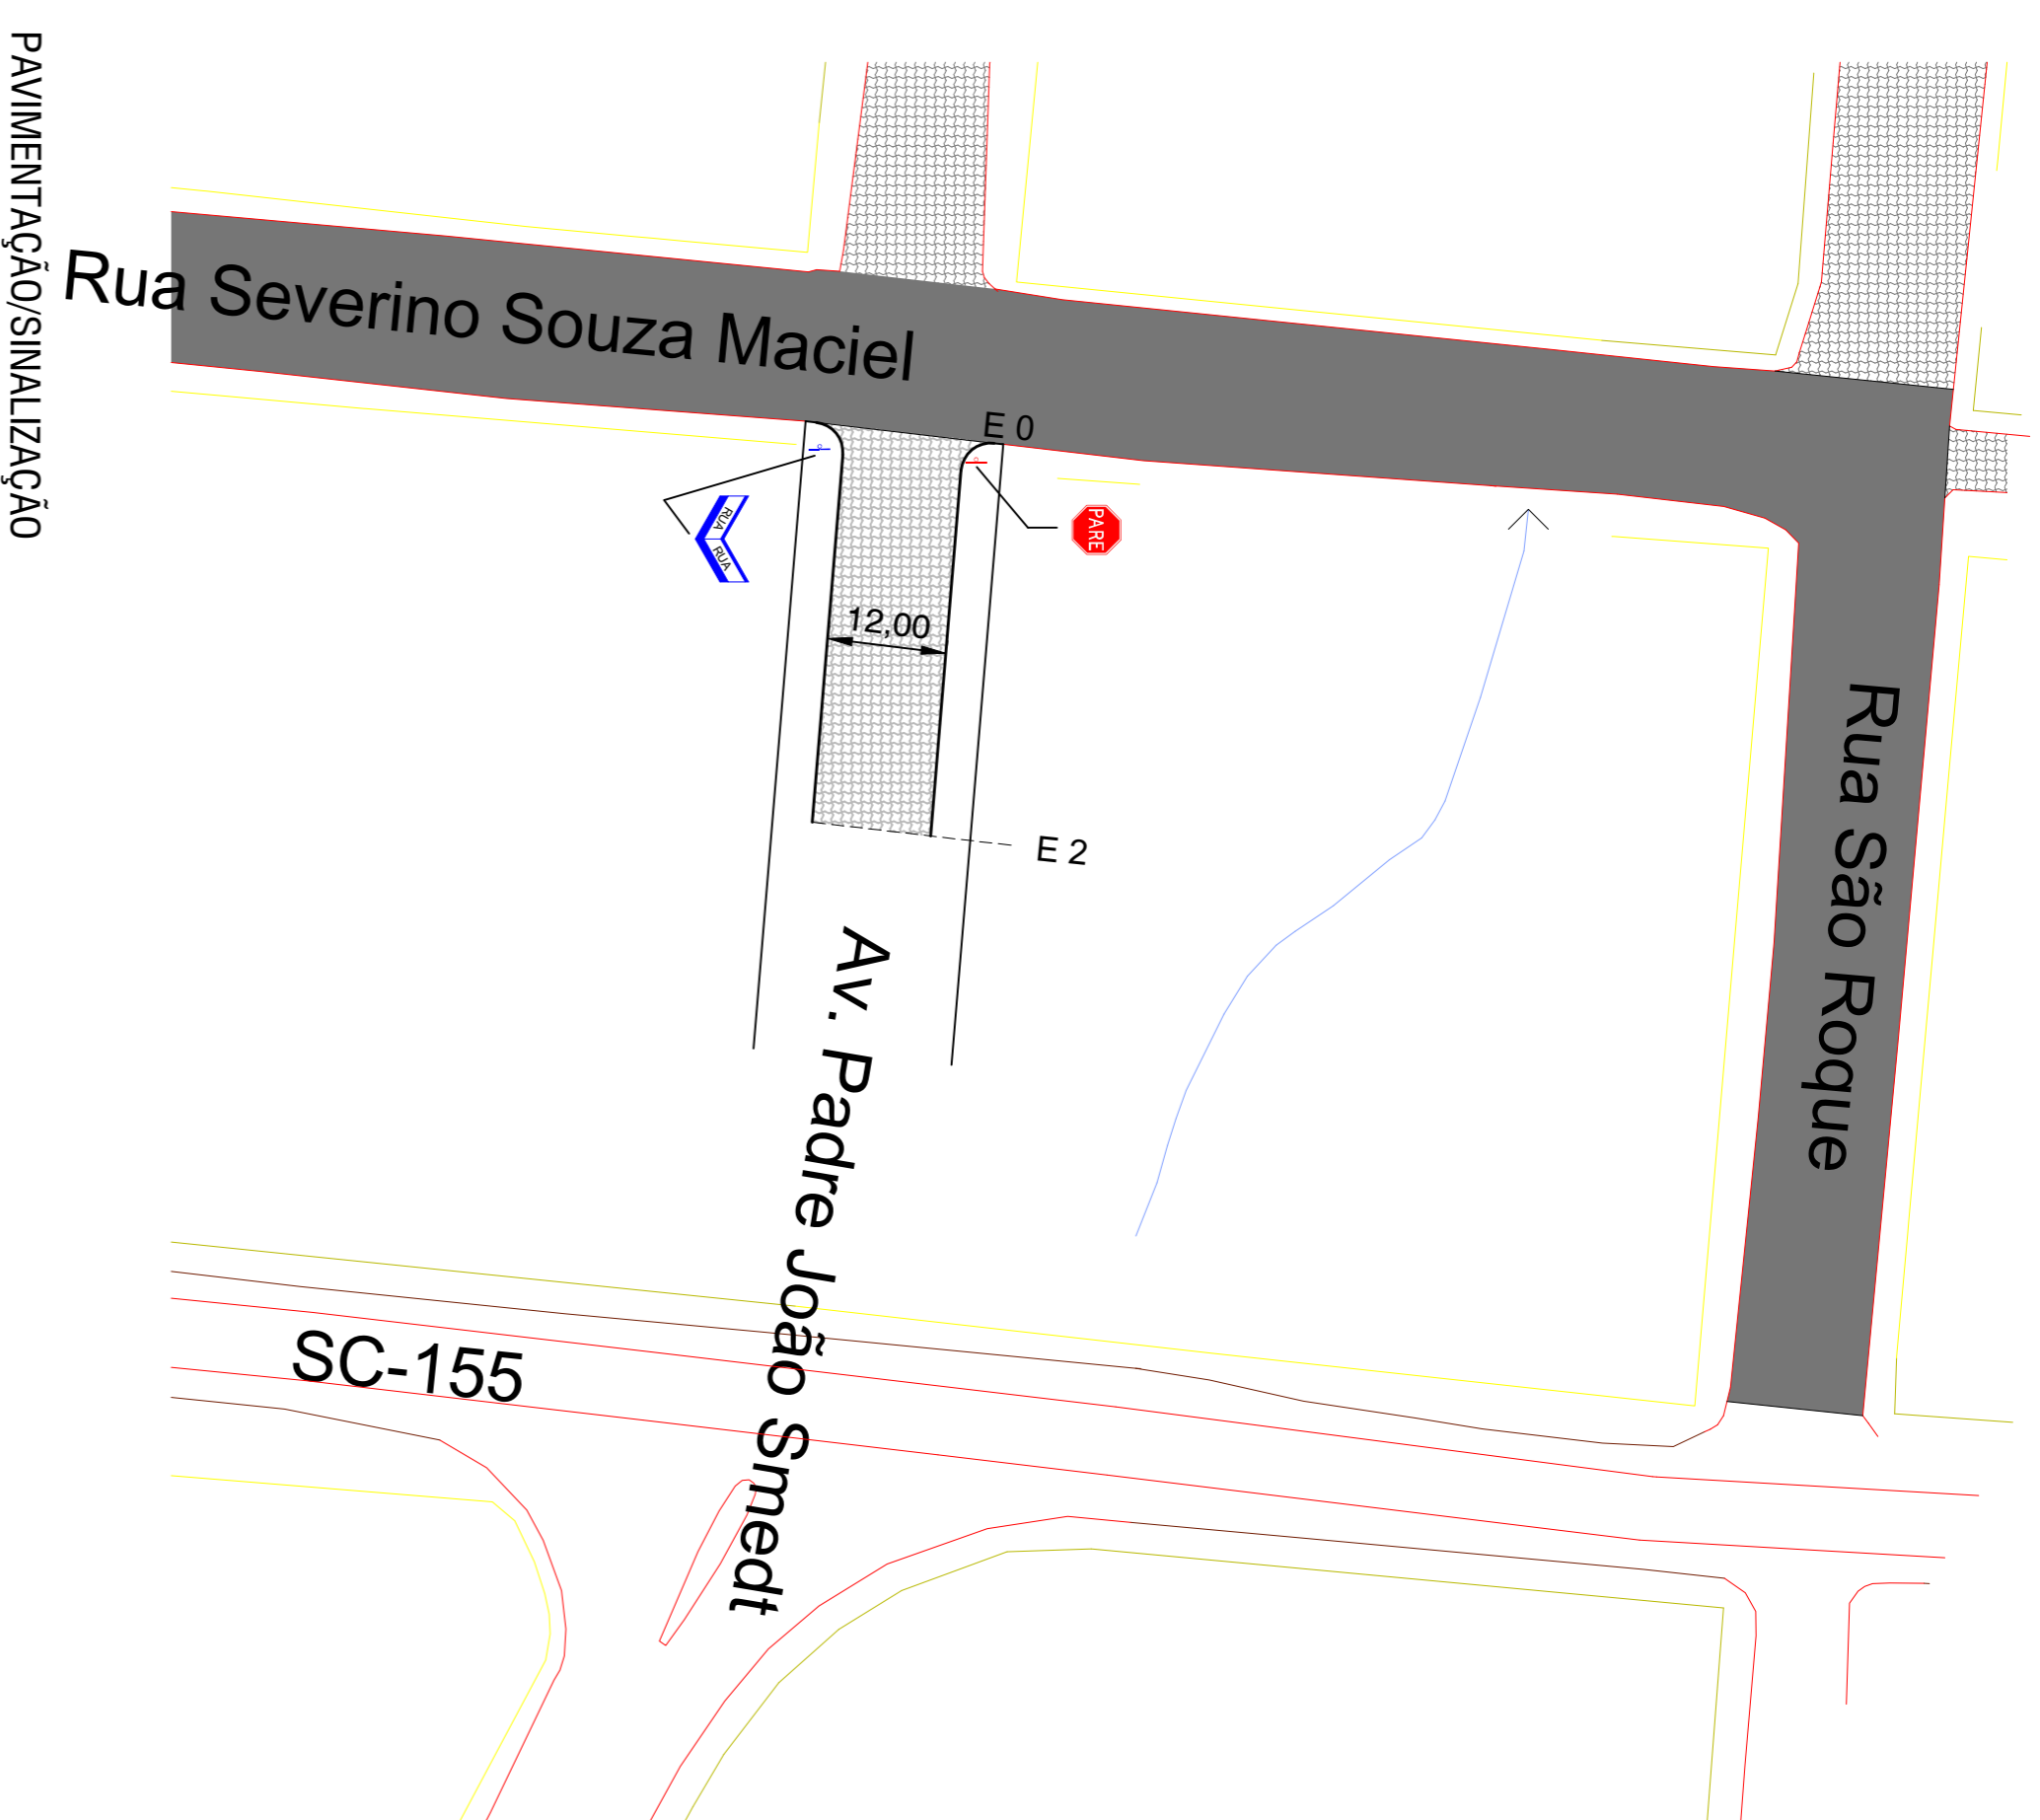 PAVIMENTAÇÃO/SINALIZAÇÃO
Rua Severino Souza Maciel
E 0
RUA
RUA
PARE
12,00
E 2
Rua São Roque
Av. Padre João Smedt
SC-155